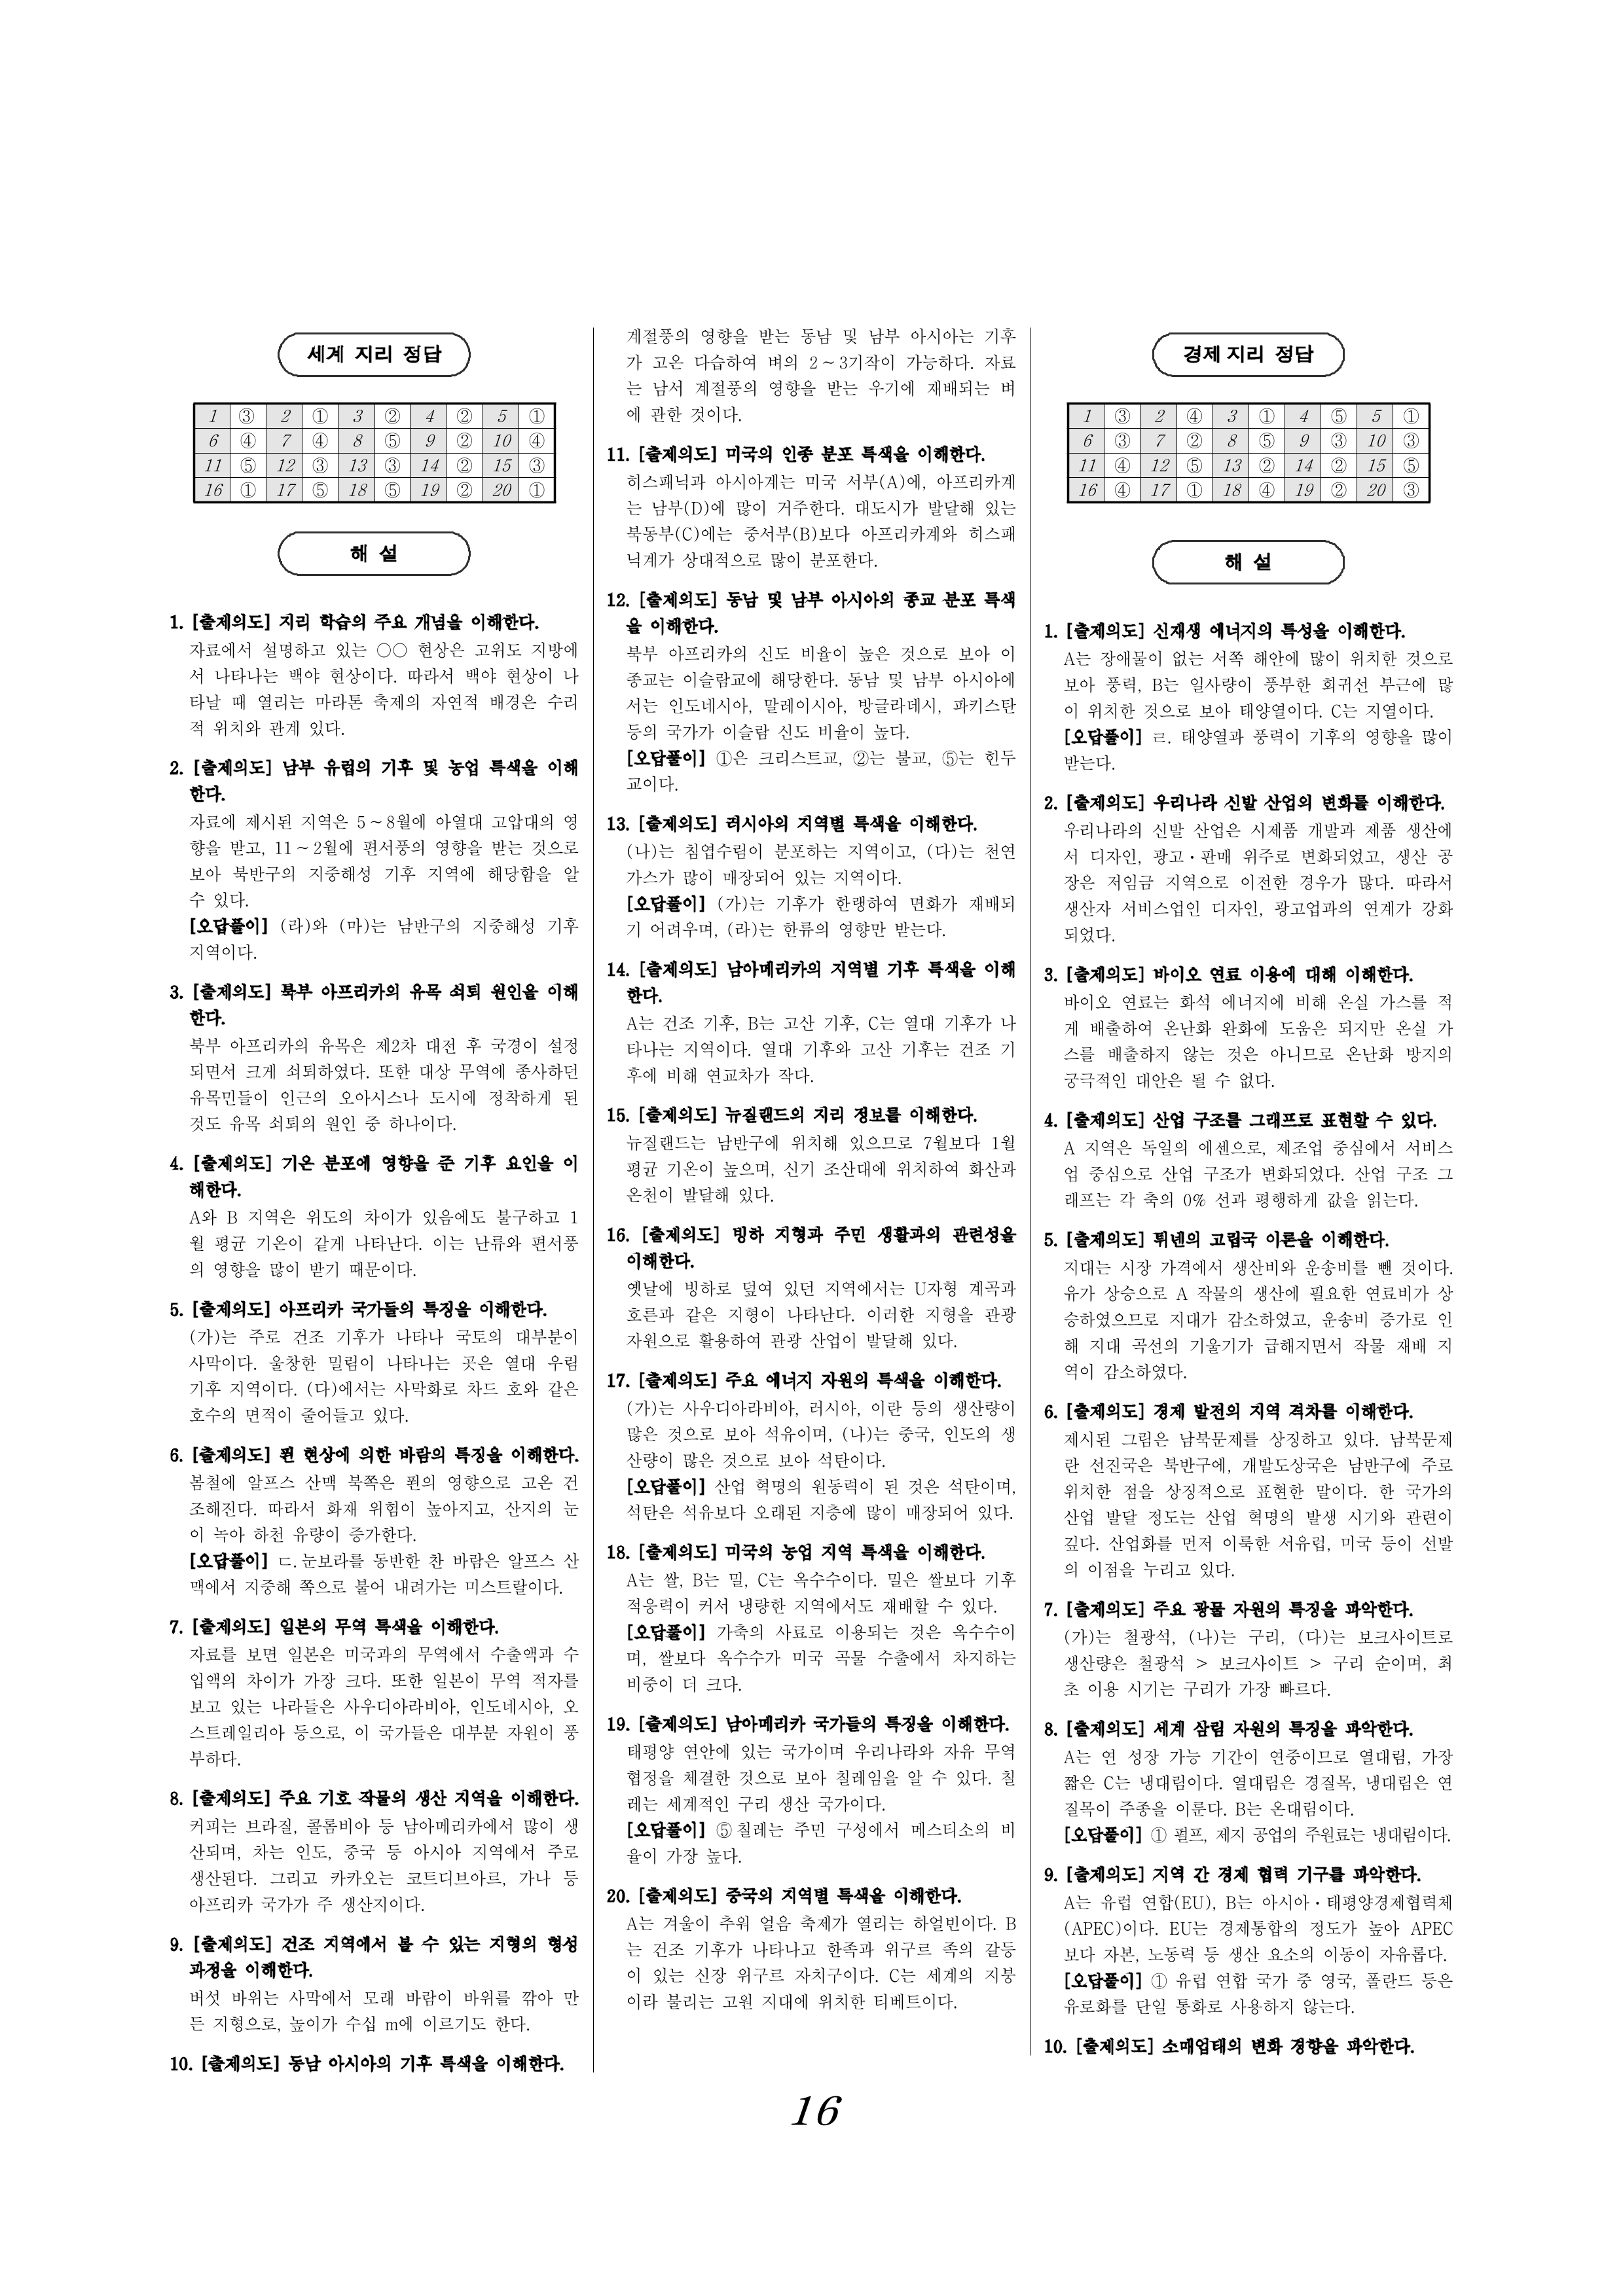 세계 지리 정답
1 ③ 2 ① 3 ② 4 ② 5 ①
6 ④ 7 ④ 8 ⑤ 9 ② 10 ④
11 ⑤ 12 ③ 13 ③ 14 ② 15 ③
16 ① 17 ⑤ 18 ⑤ 19 ② 20 ①
해 설
1. [출제의도] 지리 학습의 주요 개념을 이해한다.
자료에서 설명하고 있는 ○○ 현상은 고위도 지방에
서 나타나는 백야 현상이다. 따라서 백야 현상이 나
타날 때 열리는 마라톤 축제의 자연적 배경은 수리
적 위치와 관계 있다.
2. [출제의도] 남부 유럽의 기후 및 농업 특색을 이해
한다.
자료에 제시된 지역은 5～8월에 아열대 고압대의 영
향을 받고, 11～2월에 편서풍의 영향을 받는 것으로
보아 북반구의 지중해성 기후 지역에 해당함을 알
수 있다.
[오답풀이] (라)와 (마)는 남반구의 지중해성 기후
지역이다.
3. [출제의도] 북부 아프리카의 유목 쇠퇴 원인을 이해
한다.
북부 아프리카의 유목은 제2차 대전 후 국경이 설정
되면서 크게 쇠퇴하였다. 또한 대상 무역에 종사하던
유목민들이 인근의 오아시스나 도시에 정착하게 된
것도 유목 쇠퇴의 원인 중 하나이다.
4. [출제의도] 기온 분포에 영향을 준 기후 요인을 이
해한다.
A와 B 지역은 위도의 차이가 있음에도 불구하고 1
월 평균 기온이 같게 나타난다. 이는 난류와 편서풍
의 영향을 많이 받기 때문이다.
5. [출제의도] 아프리카 국가들의 특징을 이해한다.
(가)는 주로 건조 기후가 나타나 국토의 대부분이
사막이다. 울창한 밀림이 나타나는 곳은 열대 우림
기후 지역이다. (다)에서는 사막화로 차드 호와 같은
호수의 면적이 줄어들고 있다.
6. [출제의도] 푄 현상에 의한 바람의 특징을 이해한다.
봄철에 알프스 산맥 북쪽은 푄의 영향으로 고온 건
조해진다. 따라서 화재 위험이 높아지고, 산지의 눈
이 녹아 하천 유량이 증가한다.
[오답풀이] ㄷ. 눈보라를 동반한 찬 바람은 알프스 산
맥에서 지중해 쪽으로 불어 내려가는 미스트랄이다.
7. [출제의도] 일본의 무역 특색을 이해한다.
자료를 보면 일본은 미국과의 무역에서 수출액과 수
입액의 차이가 가장 크다. 또한 일본이 무역 적자를
보고 있는 나라들은 사우디아라비아, 인도네시아, 오
스트레일리아 등으로, 이 국가들은 대부분 자원이 풍
부하다.
8. [출제의도] 주요 기호 작물의 생산 지역을 이해한다.
커피는 브라질, 콜롬비아 등 남아메리카에서 많이 생
산되며, 차는 인도, 중국 등 아시아 지역에서 주로
생산된다. 그리고 카카오는 코트디브아르, 가나 등
아프리카 국가가 주 생산지이다.
9. [출제의도] 건조 지역에서 볼 수 있는 지형의 형성
과정을 이해한다.
버섯 바위는 사막에서 모래 바람이 바위를 깎아 만
든 지형으로, 높이가 수십 m에 이르기도 한다.
10. [출제의도] 동남 아시아의 기후 특색을 이해한다.
계절풍의 영향을 받는 동남 및 남부 아시아는 기후
가 고온 다습하여 벼의 2～3기작이 가능하다. 자료
는 남서 계절풍의 영향을 받는 우기에 재배되는 벼
에 관한 것이다.
11. [출제의도] 미국의 인종 분포 특색을 이해한다.
히스패닉과 아시아계는 미국 서부(A)에, 아프리카계
는 남부(D)에 많이 거주한다. 대도시가 발달해 있는
북동부(C)에는 중서부(B)보다 아프리카계와 히스패
닉계가 상대적으로 많이 분포한다.
12. [출제의도] 동남 및 남부 아시아의 종교 분포 특색
을 이해한다.
북부 아프리카의 신도 비율이 높은 것으로 보아 이
종교는 이슬람교에 해당한다. 동남 및 남부 아시아에
서는 인도네시아, 말레이시아, 방글라데시, 파키스탄
등의 국가가 이슬람 신도 비율이 높다.
[오답풀이] ①은 크리스트교, ②는 불교, ⑤는 힌두
교이다.
13. [출제의도] 러시아의 지역별 특색을 이해한다.
(나)는 침엽수림이 분포하는 지역이고, (다)는 천연
가스가 많이 매장되어 있는 지역이다.
[오답풀이] (가)는 기후가 한랭하여 면화가 재배되
기 어려우며, (라)는 한류의 영향만 받는다.
14. [출제의도] 남아메리카의 지역별 기후 특색을 이해
한다.
A는 건조 기후, B는 고산 기후, C는 열대 기후가 나
타나는 지역이다. 열대 기후와 고산 기후는 건조 기
후에 비해 연교차가 작다.
15. [출제의도] 뉴질랜드의 지리 정보를 이해한다.
뉴질랜드는 남반구에 위치해 있으므로 7월보다 1월
평균 기온이 높으며, 신기 조산대에 위치하여 화산과
온천이 발달해 있다.
16. [출제의도] 빙하 지형과 주민 생활과의 관련성을
이해한다.
옛날에 빙하로 덮여 있던 지역에서는 U자형 계곡과
호른과 같은 지형이 나타난다. 이러한 지형을 관광
자원으로 활용하여 관광 산업이 발달해 있다.
17. [출제의도] 주요 에너지 자원의 특색을 이해한다.
(가)는 사우디아라비아, 러시아, 이란 등의 생산량이
많은 것으로 보아 석유이며, (나)는 중국, 인도의 생
산량이 많은 것으로 보아 석탄이다.
[오답풀이] 산업 혁명의 원동력이 된 것은 석탄이며,
석탄은 석유보다 오래된 지층에 많이 매장되어 있다.
18. [출제의도] 미국의 농업 지역 특색을 이해한다.
A는 쌀, B는 밀, C는 옥수수이다. 밀은 쌀보다 기후
적응력이 커서 냉량한 지역에서도 재배할 수 있다.
[오답풀이] 가축의 사료로 이용되는 것은 옥수수이
며, 쌀보다 옥수수가 미국 곡물 수출에서 차지하는
비중이 더 크다.
19. [출제의도] 남아메리카 국가들의 특징을 이해한다.
태평양 연안에 있는 국가이며 우리나라와 자유 무역
협정을 체결한 것으로 보아 칠레임을 알 수 있다. 칠
레는 세계적인 구리 생산 국가이다.
[오답풀이] ⑤ 칠레는 주민 구성에서 메스티소의 비
율이 가장 높다.
20. [출제의도] 중국의 지역별 특색을 이해한다.
A는 겨울이 추워 얼음 축제가 열리는 하얼빈이다. B
는 건조 기후가 나타나고 한족과 위구르 족의 갈등
이 있는 신장 위구르 자치구이다. C는 세계의 지붕
이라 불리는 고원 지대에 위치한 티베트이다.
경제 지리 정답
1 ③ 2 ④ 3 ① 4 ⑤ 5 ①
6 ③ 7 ② 8 ⑤ 9 ③ 10 ③
11 ④ 12 ⑤ 13 ② 14 ② 15 ⑤
16 ④ 17 ① 18 ④ 19 ② 20 ③
해 설
1. [출제의도] 신재생 에너지의 특성을 이해한다.
A는 장애물이 없는 서쪽 해안에 많이 위치한 것으로
보아 풍력, B는 일사량이 풍부한 회귀선 부근에 많
이 위치한 것으로 보아 태양열이다. C는 지열이다.
[오답풀이] ㄹ. 태양열과 풍력이 기후의 영향을 많이
받는다.
2. [출제의도] 우리나라 신발 산업의 변화를 이해한다.
우리나라의 신발 산업은 시제품 개발과 제품 생산에
서 디자인, 광고·판매 위주로 변화되었고, 생산 공
장은 저임금 지역으로 이전한 경우가 많다. 따라서
생산자 서비스업인 디자인, 광고업과의 연계가 강화
되었다.
3. [출제의도] 바이오 연료 이용에 대해 이해한다.
바이오 연료는 화석 에너지에 비해 온실 가스를 적
게 배출하여 온난화 완화에 도움은 되지만 온실 가
스를 배출하지 않는 것은 아니므로 온난화 방지의
궁극적인 대안은 될 수 없다.
4. [출제의도] 산업 구조를 그래프로 표현할 수 있다.
A 지역은 독일의 에센으로, 제조업 중심에서 서비스
업 중심으로 산업 구조가 변화되었다. 산업 구조 그
래프는 각 축의 0% 선과 평행하게 값을 읽는다.
5. [출제의도] 튀넨의 고립국 이론을 이해한다.
지대는 시장 가격에서 생산비와 운송비를 뺀 것이다.
유가 상승으로 A 작물의 생산에 필요한 연료비가 상
승하였으므로 지대가 감소하였고, 운송비 증가로 인
해 지대 곡선의 기울기가 급해지면서 작물 재배 지
역이 감소하였다.
6. [출제의도] 경제 발전의 지역 격차를 이해한다.
제시된 그림은 남북문제를 상징하고 있다. 남북문제
란 선진국은 북반구에, 개발도상국은 남반구에 주로
위치한 점을 상징적으로 표현한 말이다. 한 국가의
산업 발달 정도는 산업 혁명의 발생 시기와 관련이
깊다. 산업화를 먼저 이룩한 서유럽, 미국 등이 선발
의 이점을 누리고 있다.
7. [출제의도] 주요 광물 자원의 특징을 파악한다.
(가)는 철광석, (나)는 구리, (다)는 보크사이트로
생산량은 철광석 > 보크사이트 > 구리 순이며, 최
초 이용 시기는 구리가 가장 빠르다.
8. [출제의도] 세계 삼림 자원의 특징을 파악한다.
A는 연 성장 가능 기간이 연중이므로 열대림, 가장
짧은 C는 냉대림이다. 열대림은 경질목, 냉대림은 연
질목이 주종을 이룬다. B는 온대림이다.
[오답풀이] ① 펄프, 제지 공업의 주원료는 냉대림이다.
9. [출제의도] 지역 간 경제 협력 기구를 파악한다.
A는 유럽 연합(EU), B는 아시아·태평양경제협력체
(APEC)이다. EU는 경제통합의 정도가 높아 APEC
보다 자본, 노동력 등 생산 요소의 이동이 자유롭다.
[오답풀이] ① 유럽 연합 국가 중 영국, 폴란드 등은
유로화를 단일 통화로 사용하지 않는다.
10. [출제의도] 소매업태의 변화 경향을 파악한다.
16